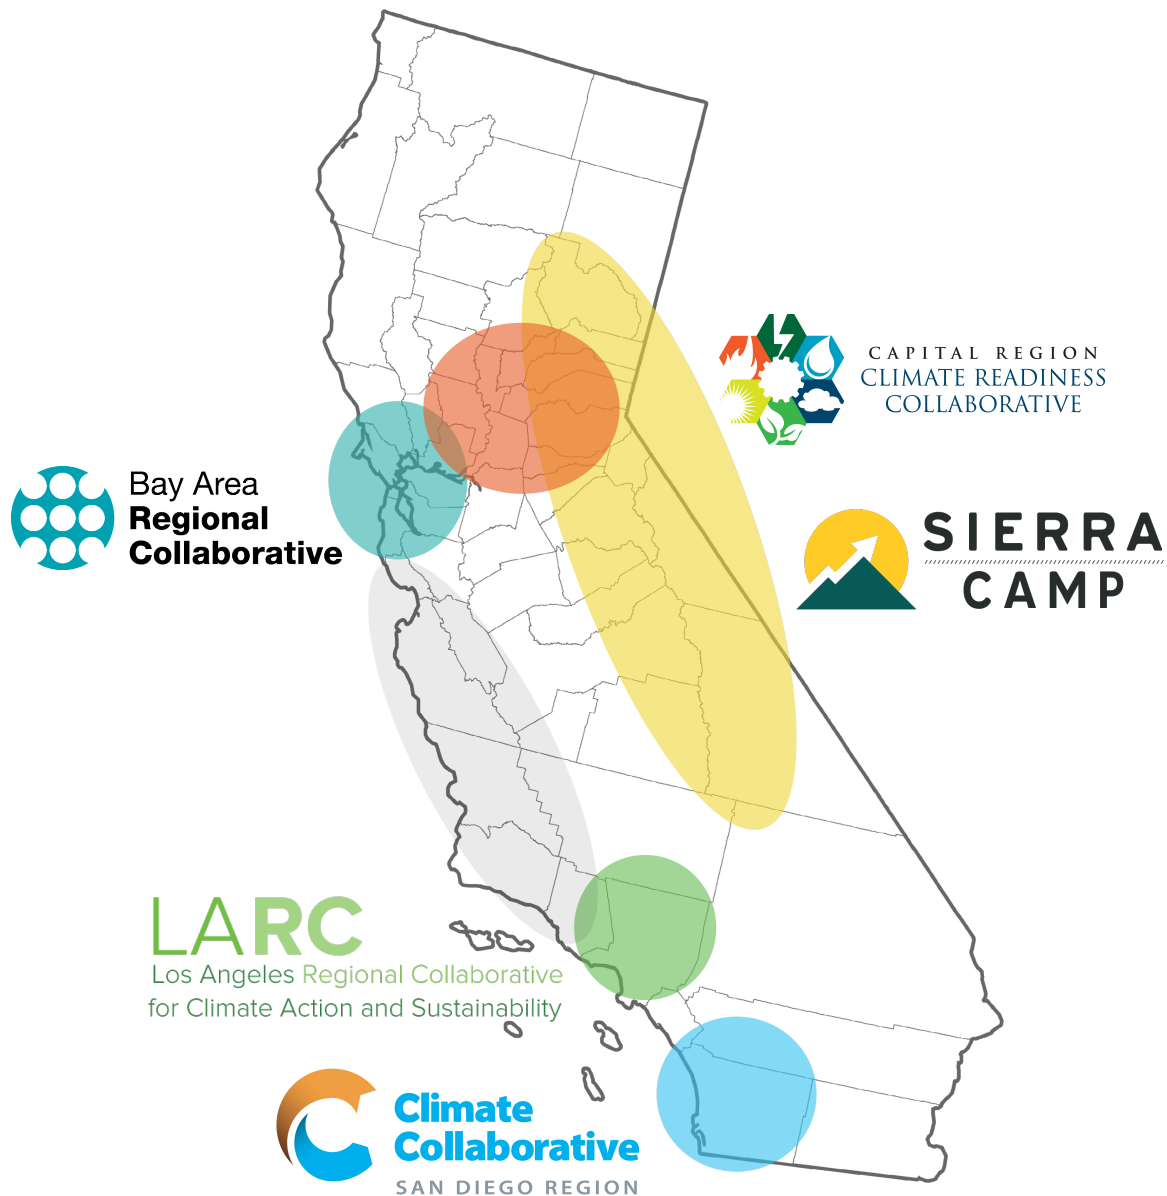 CAPITAL REGION
CLIMATE READINESS
COLLABORATIVE
Bay Area
Regional
Collaborative
SIERRA
CAMP
LARC
Los Angeles Regional Collaborative
for Climate Action and Sustainability
Climate
Collaborative
SAN DIEGO REGION